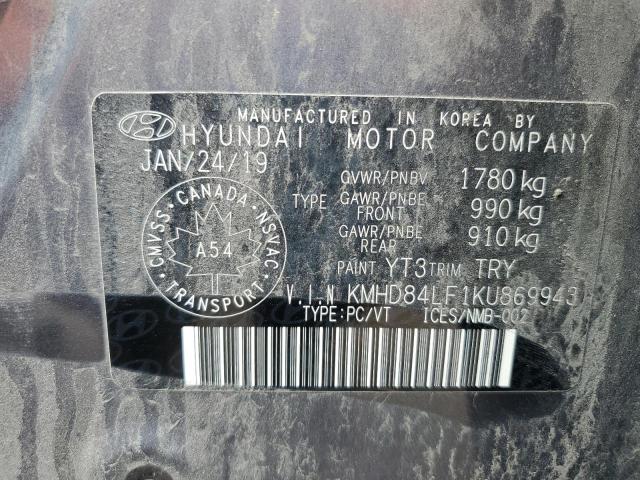 MANUFACTURED IN KOREA BY
HYUNDAI MOTOR COMPANY
JAN/24/19
GVWR/PNBV 1780 kg
TYPE GAWR/PNBE FRONT 990 kg
GAWR/PNBE REAR 910 kg
CANADA
CMVSS NSVAC
A54
TRANSPORT
PAINT YT3 TRIM TRY
V.I.N KMHD84LF1KU869943
TYPE:PC/VT ICES/NMB-002